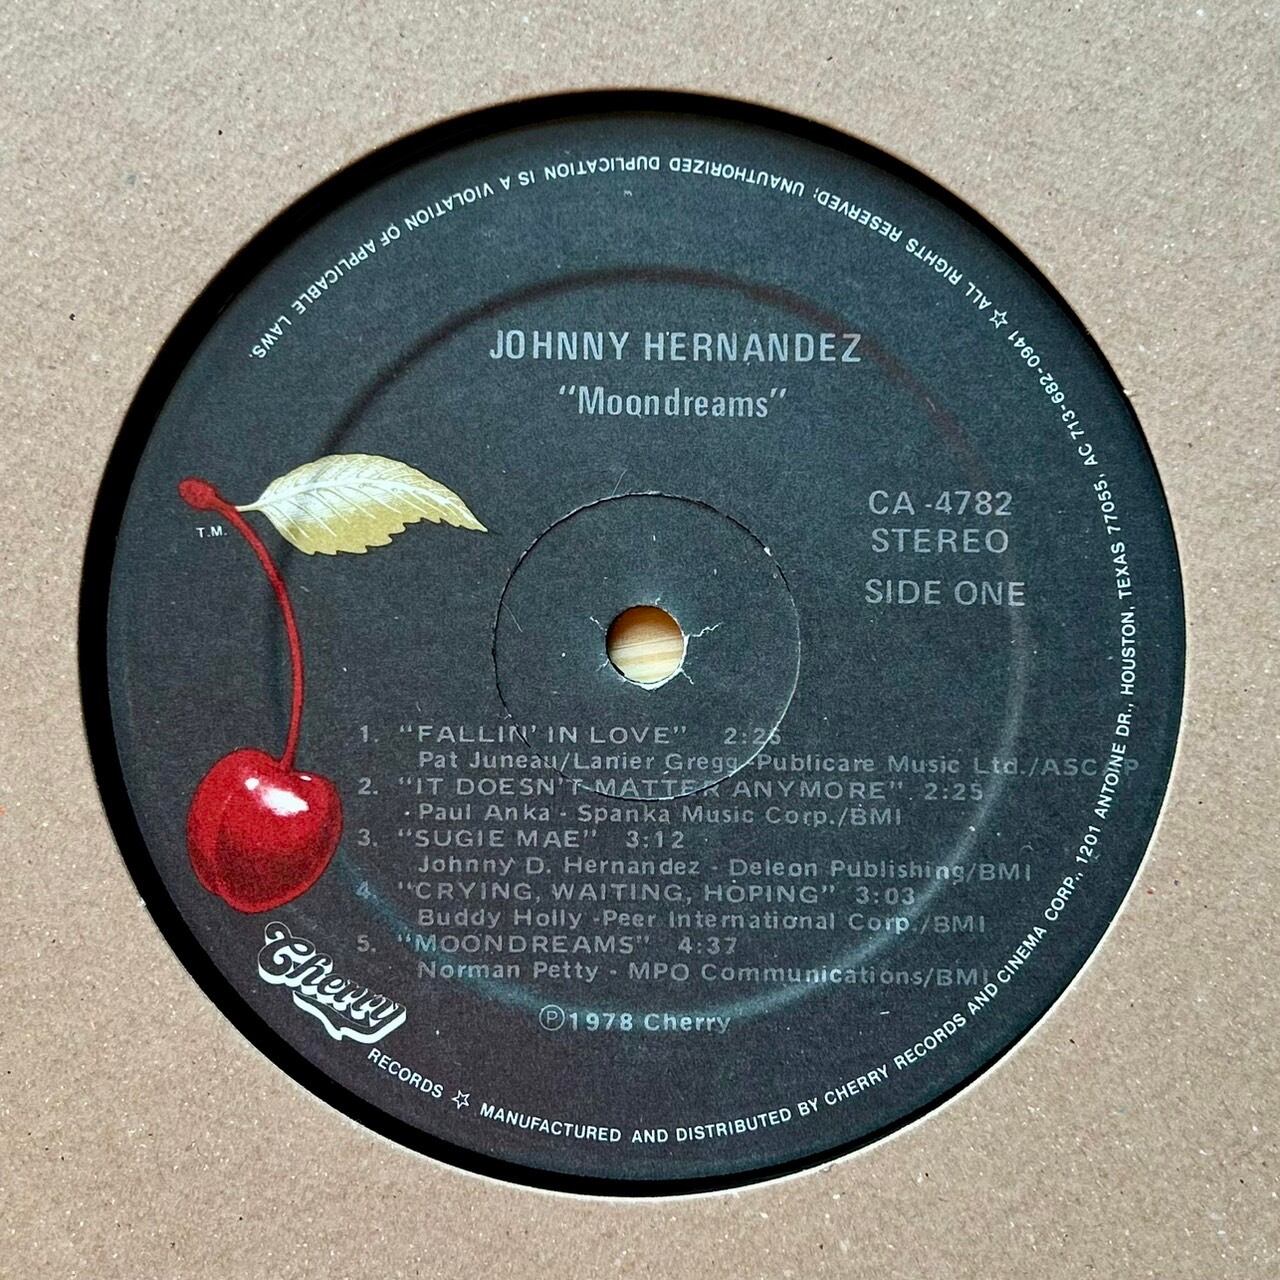 JOHNNY HERNANDEZ
"Moondreams"
T.M.
CA-4782
STEREO
SIDE ONE
1. "FALLIN' IN LOVE" 2:25
Pat Juneau/Lanier Gregg-Publicare Music Ltd./ASCAP
2. "IT DOESN'T MATTER ANYMORE" 2:25
Paul Anka - Spanka Music Corp./BMI
3. "SUGIE MAE" 3:12
Johnny D. Hernandez - Deleon Publishing/BMI
4. "CRYING, WAITING, HOPING" 3:03
Buddy Holly -Peer International Corp./BMI
5. "MOONDREAMS" 4:37
Norman Petty - MPO Communications/BMI
Ⓟ1978 Cherry
Cherry
RECORDS ☆ MANUFACTURED AND DISTRIBUTED BY CHERRY RECORDS AND CINEMA CORP., 1201 ANTOINE DR., HOUSTON, TEXAS 77055, AC 713-682-0941 ☆ ALL RIGHTS RESERVED; UNAUTHORIZED DUPLICATION IS A VIOLATION OF APPLICABLE LAWS.